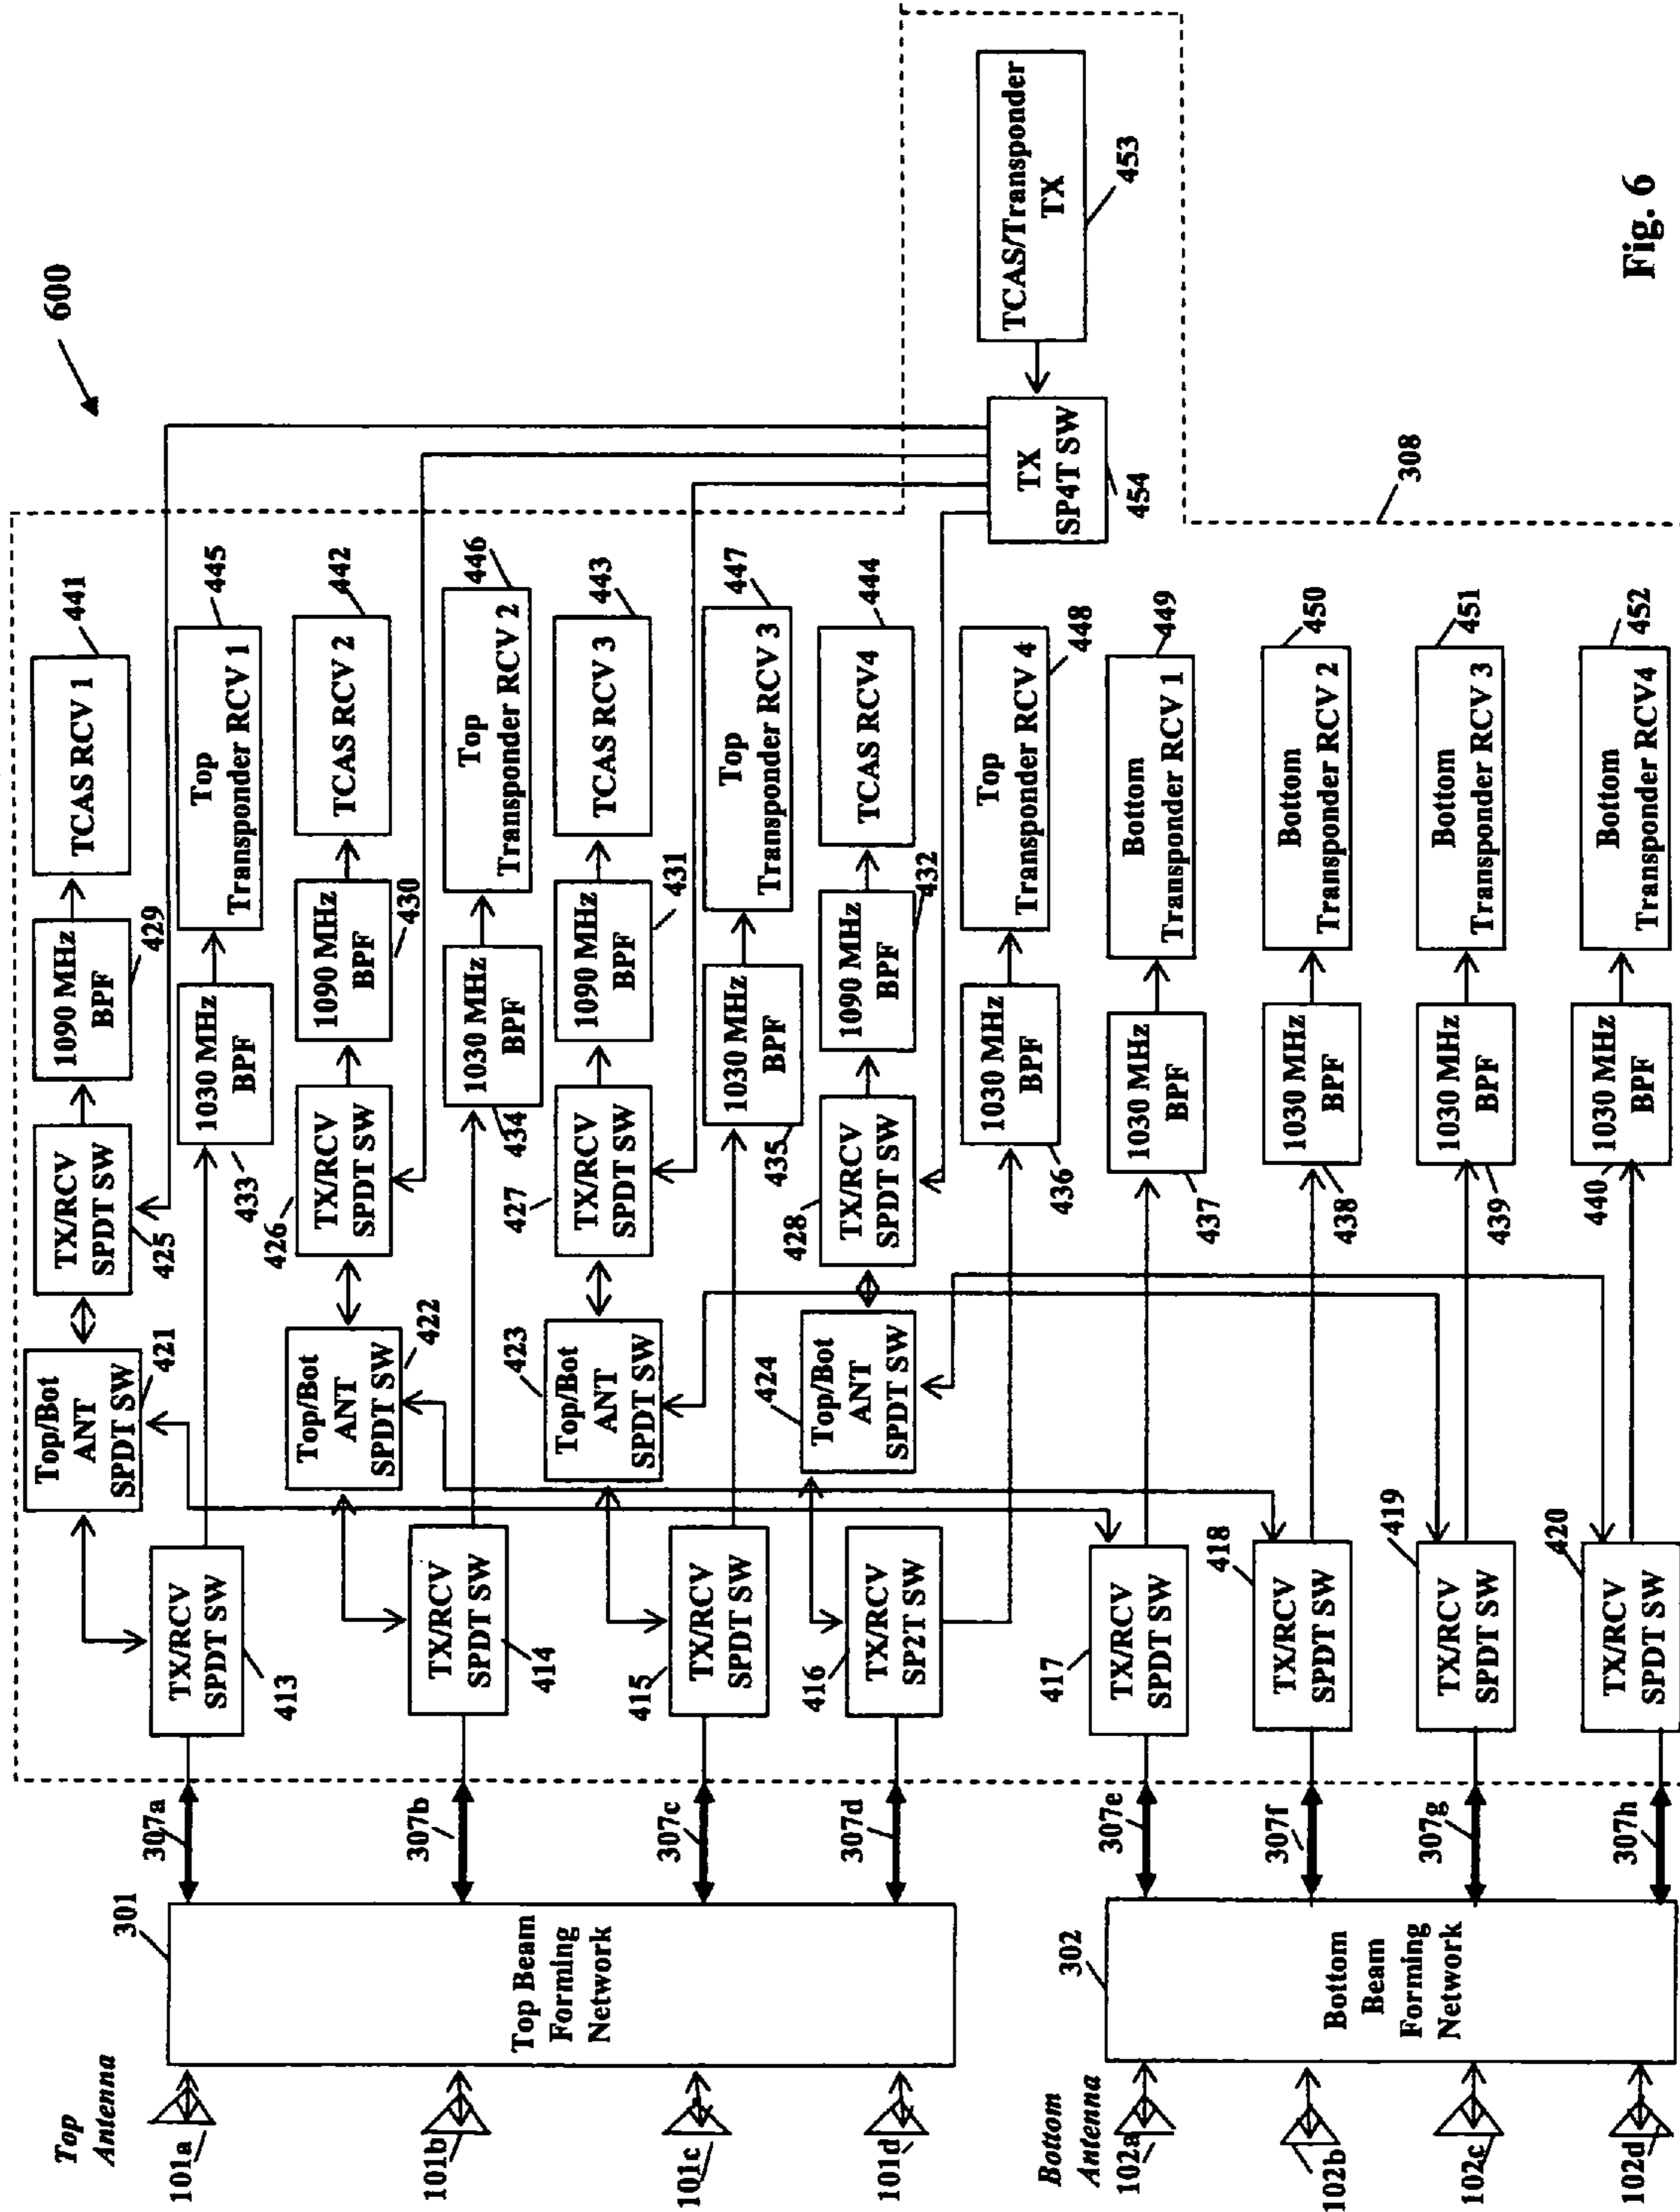 600
Top
Antenna
101a
101b
101c
101d
Bottom
Antenna
102a
102b
102c
102d
301
Top Beam
Forming
Network
302
Bottom
Beam
Forming
Network
307a
307b
307c
307d
307e
307f
307g
307h
TX/RCV
SPDT SW
413
TX/RCV
SPDT SW
414
TX/RCV
SPDT SW
415
TX/RCV
SP2T SW
416
TX/RCV
SPDT SW
417
TX/RCV
SPDT SW
418
TX/RCV
SPDT SW
419
TX/RCV
SPDT SW
420
Top/Bot
ANT
SPDT SW
421
Top/Bot
ANT
SPDT SW
422
Top/Bot
ANT
SPDT SW
423
Top/Bot
ANT
SPDT SW
424
TX/RCV
SPDT SW
425
TX/RCV
SPDT SW
426
TX/RCV
SPDT SW
427
TX/RCV
SPDT SW
428
1090 MHz
BPF
429
1030 MHz
BPF
433
1090 MHz
BPF
430
1030 MHz
BPF
434
1090 MHz
BPF
431
1030 MHz
BPF
435
1090 MHz
BPF
432
1030 MHz
BPF
436
1030 MHz
BPF
437
1030 MHz
BPF
438
1030 MHz
BPF
439
1030 MHz
BPF
440
TCAS RCV 1
441
Top
Transponder RCV 1
445
TCAS RCV 2
442
Top
Transponder RCV 2
446
TCAS RCV 3
443
Top
Transponder RCV 3
447
TCAS RCV4
444
Top
Transponder RCV 4
448
Bottom
Transponder RCV 1
449
Bottom
Transponder RCV 2
450
Bottom
Transponder RCV 3
451
Bottom
Transponder RCV4
452
TX
SP4T SW
454
TCAS/Transponder
TX
453
308
Fig. 6